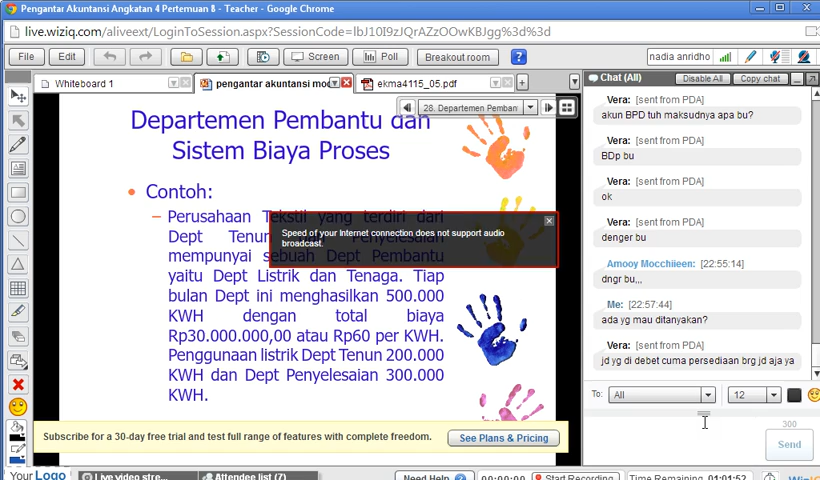 Pengantar Akuntansi Angkatan 4 Pertemuan 8 - Teacher - Google Chrome
live.wiziq.com/aliveext/LoginToSession.aspx?SessionCode=IbJ10I9zJQrAZzOOwKBJgg%3d%3d
File Edit Screen Poll Breakout room ? nadia anridho
Whiteboard 1 pengantar akuntansi mo ekma4115_05.pdf
28. Departemen Pemban
Departemen Pembantu dan
Sistem Biaya Proses
Contoh:
– Perusahaan Tekstil yang terdiri dari
Dept Tenun Penyelesaian
mempunyai sebuah Dept Pembantu
yaitu Dept Listrik dan Tenaga. Tiap
bulan Dept ini menghasilkan 500.000
KWH dengan total biaya
Rp30.000.000,00 atau Rp60 per KWH.
Penggunaan listrik Dept Tenun 200.000
KWH dan Dept Penyelesaian 300.000
KWH.
Speed of your Internet connection does not support audio
broadcast.
Subscribe for a 30-day free trial and test full range of features with complete freedom. See Plans & Pricing
Chat (All) Disable All Copy chat
Vera: [sent from PDA]
akun BPD tuh maksudnya apa bu?
Vera: [sent from PDA]
BDp bu
Vera: [sent from PDA]
ok
Vera: [sent from PDA]
denger bu
Amooy Mocchiieen: [22:55:14]
dngr bu,,,
Me: [22:57:44]
ada yg mau ditanyakan?
Vera: [sent from PDA]
jd yg di debet cuma persediaan brg jd aja ya
To: All 12
300
Send
Your Logo Live video stre... Attendee list (7) Need Help ? 00:00:00 Start Recording Time Remaining 01:01:52